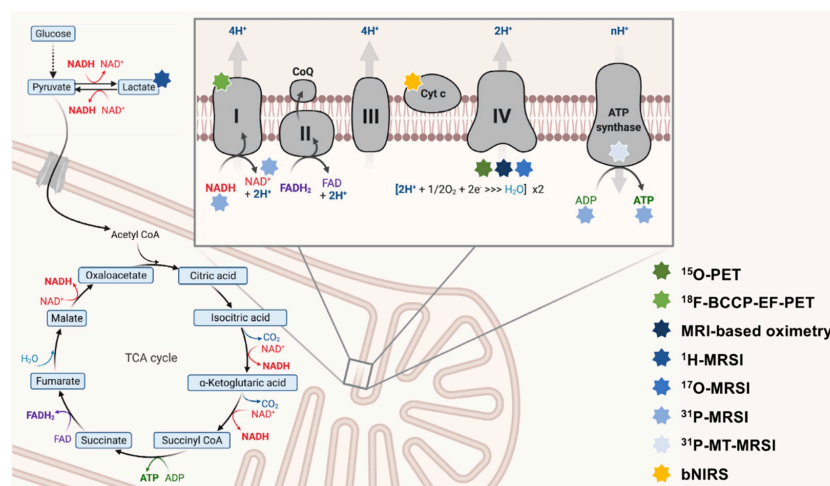 Glucose
NADH NAD⁺
Pyruvate
Lactate
NADH NAD⁺
4H⁺
4H⁺
2H⁺
nH⁺
CoQ
Cyt c
I
II
III
IV
ATP
synthase
NADH
NAD⁺
+ 2H⁺
FADH₂
FAD
+ 2H⁺
[2H⁺ + 1/2O₂ + 2e⁻ >>> H₂O] x2
ADP
ATP
Acetyl CoA
Oxaloacetate
Citric acid
NADH
NAD⁺
Malate
Isocitric acid
CO₂
NAD⁺
NADH
TCA cycle
H₂O
Fumarate
α-Ketoglutaric acid
CO₂
NAD⁺
NADH
FADH₂
FAD
Succinate
Succinyl CoA
ATP
ADP
¹⁵O-PET
¹⁸F-BCCP-EF-PET
MRI-based oximetry
¹H-MRSI
¹⁷O-MRSI
³¹P-MRSI
³¹P-MT-MRSI
bNIRS